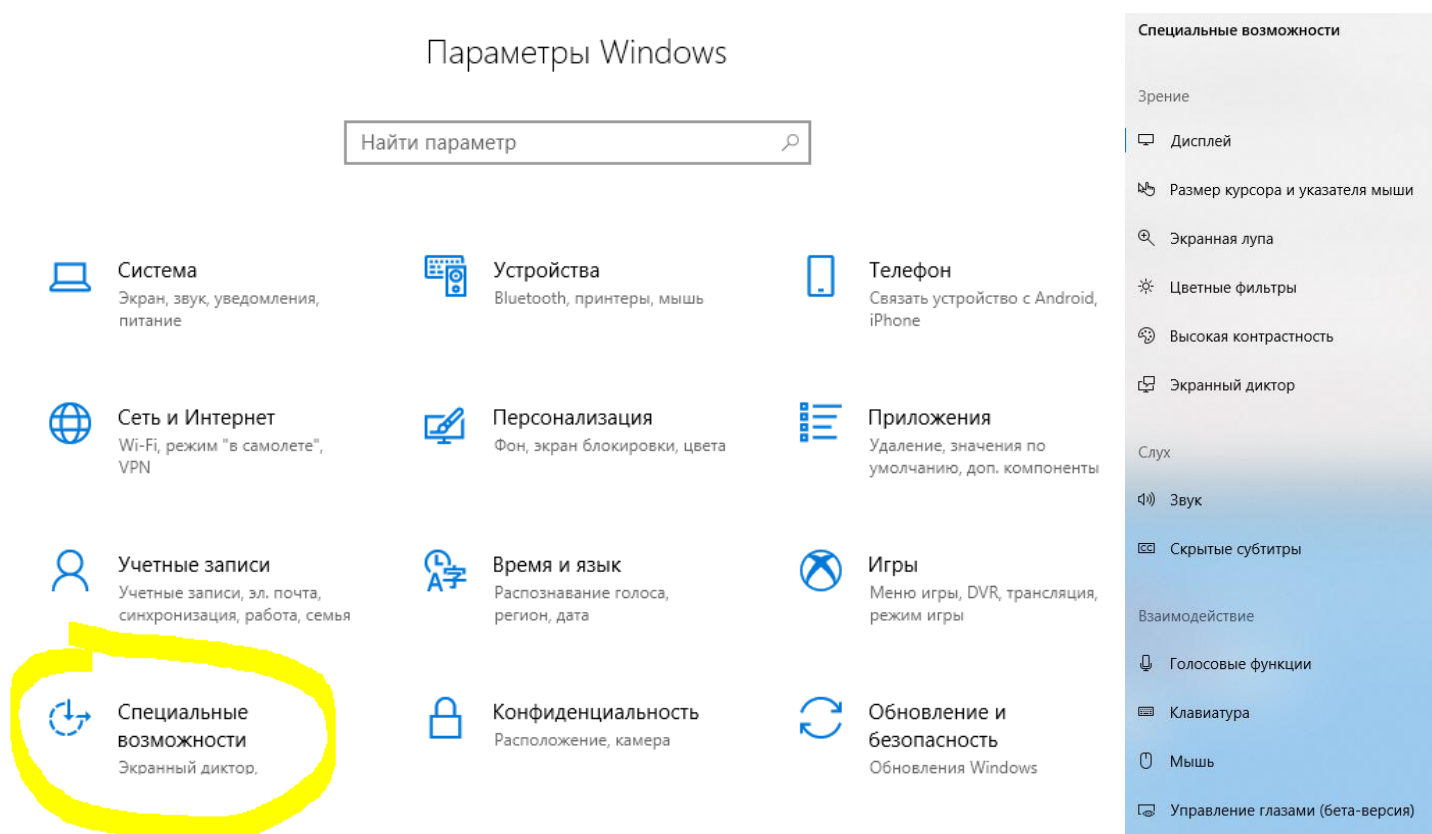 Параметры Windows
Найти параметр
Система
Экран, звук, уведомления,
питание
Устройства
Bluetooth, принтеры, мышь
Телефон
Связать устройство с Android,
iPhone
Сеть и Интернет
Wi-Fi, режим "в самолете",
VPN
Персонализация
Фон, экран блокировки, цвета
Приложения
Удаление, значения по
умолчанию, доп. компоненты
Учетные записи
Учетные записи, эл. почта,
синхронизация, работа, семья
Время и язык
Распознавание голоса,
регион, дата
Игры
Меню игры, DVR, трансляция,
режим игры
Специальные
возможности
Экранный диктор,
Конфиденциальность
Расположение, камера
Обновление и
безопасность
Обновления Windows
Специальные возможности
Зрение
Дисплей
Размер курсора и указателя мыши
Экранная лупа
Цветные фильтры
Высокая контрастность
Экранный диктор
Слух
Звук
Скрытые субтитры
Взаимодействие
Голосовые функции
Клавиатура
Мышь
Управление глазами (бета-версия)